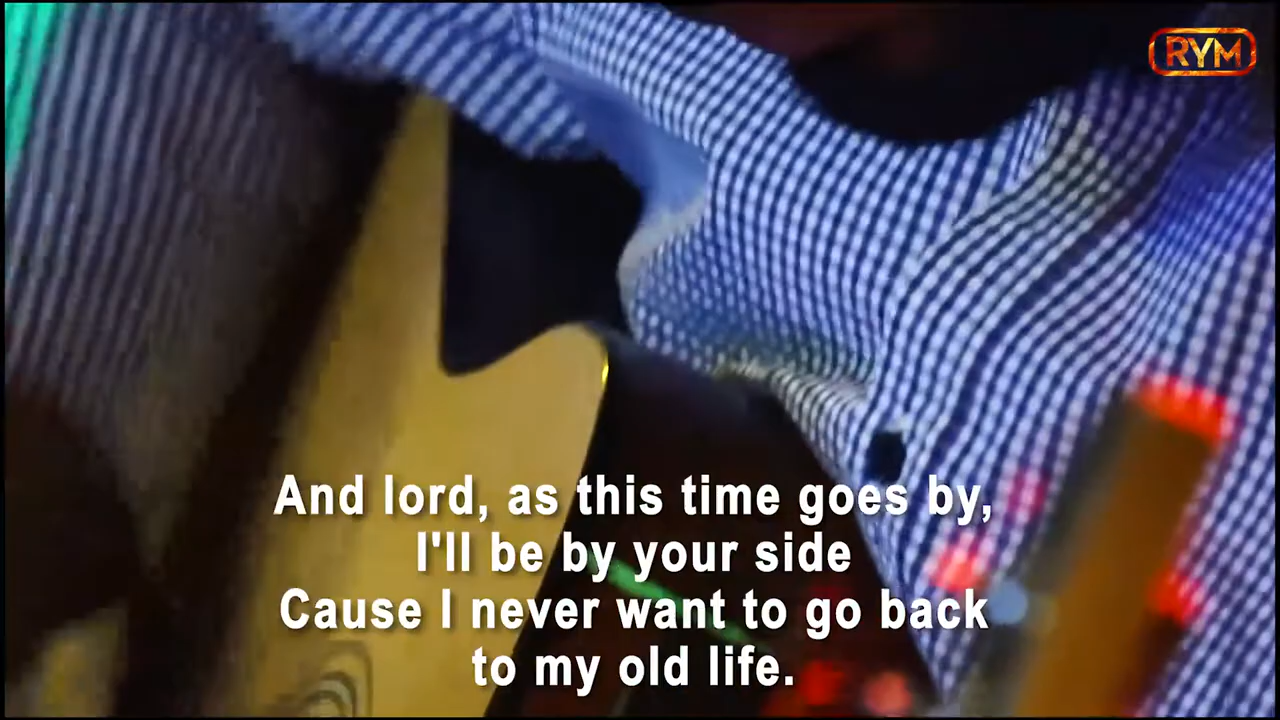 RYM
And lord, as this time goes by,
I'll be by your side
Cause I never want to go back
to my old life.